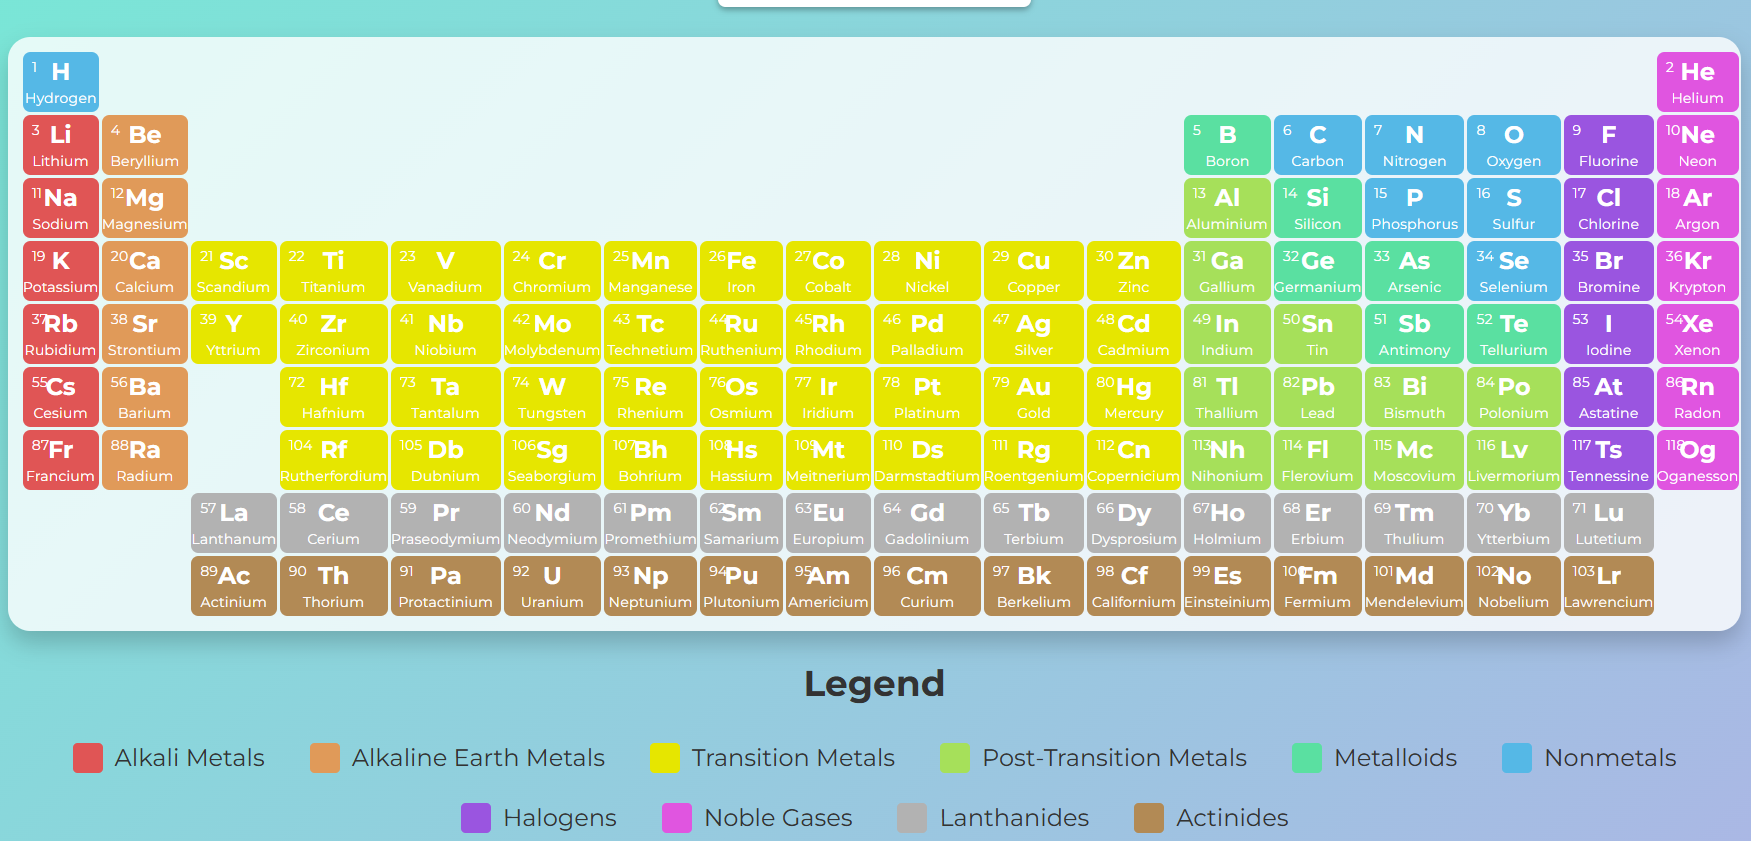 1 H
Hydrogen
2 He
Helium
3 Li
Lithium
4 Be
Beryllium
5 B
Boron
6 C
Carbon
7 N
Nitrogen
8 O
Oxygen
9 F
Fluorine
10 Ne
Neon
11 Na
Sodium
12 Mg
Magnesium
13 Al
Aluminium
14 Si
Silicon
15 P
Phosphorus
16 S
Sulfur
17 Cl
Chlorine
18 Ar
Argon
19 K
Potassium
20 Ca
Calcium
21 Sc
Scandium
22 Ti
Titanium
23 V
Vanadium
24 Cr
Chromium
25 Mn
Manganese
26 Fe
Iron
27 Co
Cobalt
28 Ni
Nickel
29 Cu
Copper
30 Zn
Zinc
31 Ga
Gallium
32 Ge
Germanium
33 As
Arsenic
34 Se
Selenium
35 Br
Bromine
36 Kr
Krypton
37 Rb
Rubidium
38 Sr
Strontium
39 Y
Yttrium
40 Zr
Zirconium
41 Nb
Niobium
42 Mo
Molybdenum
43 Tc
Technetium
44 Ru
Ruthenium
45 Rh
Rhodium
46 Pd
Palladium
47 Ag
Silver
48 Cd
Cadmium
49 In
Indium
50 Sn
Tin
51 Sb
Antimony
52 Te
Tellurium
53 I
Iodine
54 Xe
Xenon
55 Cs
Cesium
56 Ba
Barium
72 Hf
Hafnium
73 Ta
Tantalum
74 W
Tungsten
75 Re
Rhenium
76 Os
Osmium
77 Ir
Iridium
78 Pt
Platinum
79 Au
Gold
80 Hg
Mercury
81 Tl
Thallium
82 Pb
Lead
83 Bi
Bismuth
84 Po
Polonium
85 At
Astatine
86 Rn
Radon
87 Fr
Francium
88 Ra
Radium
104 Rf
Rutherfordium
105 Db
Dubnium
106 Sg
Seaborgium
107 Bh
Bohrium
108 Hs
Hassium
109 Mt
Meitnerium
110 Ds
Darmstadtium
111 Rg
Roentgenium
112 Cn
Copernicium
113 Nh
Nihonium
114 Fl
Flerovium
115 Mc
Moscovium
116 Lv
Livermorium
117 Ts
Tennessine
118 Og
Oganesson
57 La
Lanthanum
58 Ce
Cerium
59 Pr
Praseodymium
60 Nd
Neodymium
61 Pm
Promethium
62 Sm
Samarium
63 Eu
Europium
64 Gd
Gadolinium
65 Tb
Terbium
66 Dy
Dysprosium
67 Ho
Holmium
68 Er
Erbium
69 Tm
Thulium
70 Yb
Ytterbium
71 Lu
Lutetium
89 Ac
Actinium
90 Th
Thorium
91 Pa
Protactinium
92 U
Uranium
93 Np
Neptunium
94 Pu
Plutonium
95 Am
Americium
96 Cm
Curium
97 Bk
Berkelium
98 Cf
Californium
99 Es
Einsteinium
100 Fm
Fermium
101 Md
Mendelevium
102 No
Nobelium
103 Lr
Lawrencium
Legend
Alkali Metals
Alkaline Earth Metals
Transition Metals
Post-Transition Metals
Metalloids
Nonmetals
Halogens
Noble Gases
Lanthanides
Actinides